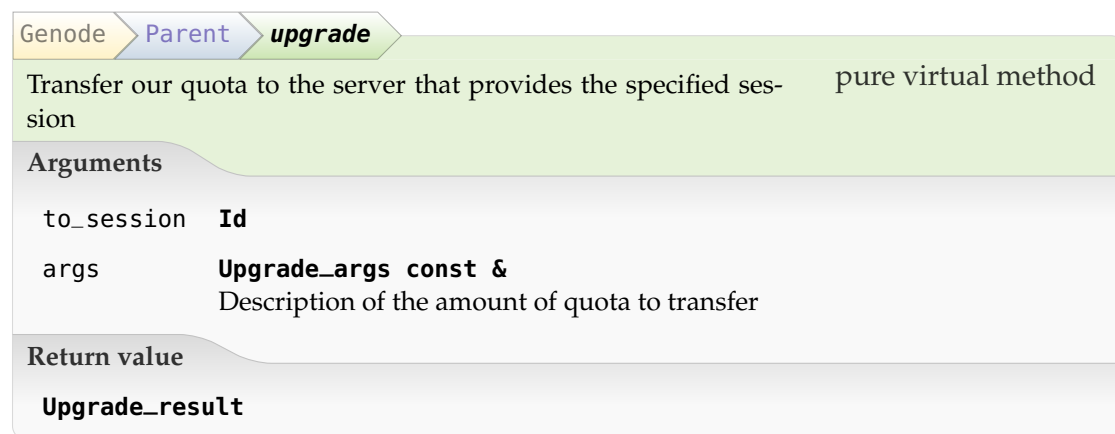 Genode Parent upgrade
Transfer our quota to the server that provides the specified ses- pure virtual method
sion
Arguments
to_session Id
args Upgrade_args const &
Description of the amount of quota to transfer
Return value
Upgrade_result